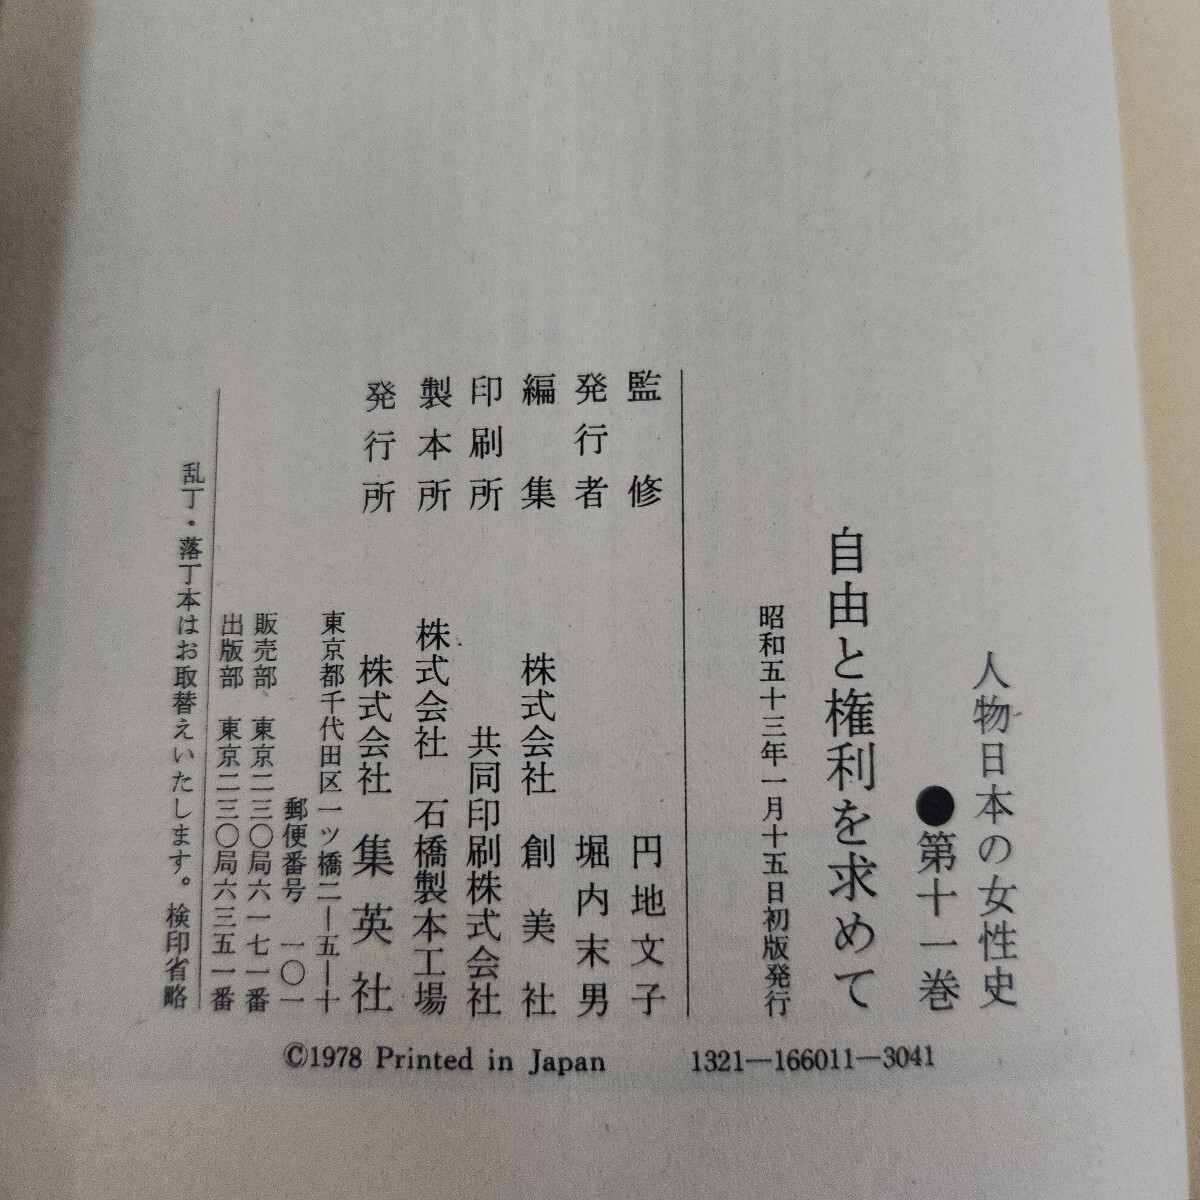 人物日本の女性史
●第十一巻
自由と権利を求めて
昭和五十三年一月十五日初版発行
監修 円地文子
発行者 堀内末男
編集 株式会社 創美社
印刷所 共同印刷株式会社
製本所 株式会社 石橋製本工場
発行所 株式会社 集英社
東京都千代田区一ツ橋二―五―十
郵便番号 一〇一
販売部 東京二三〇局六一七一番
出版部 東京二三〇局六三五一番
乱丁・落丁本はお取替えいたします。検印省略
©1978 Printed in Japan 1321―166011―3041